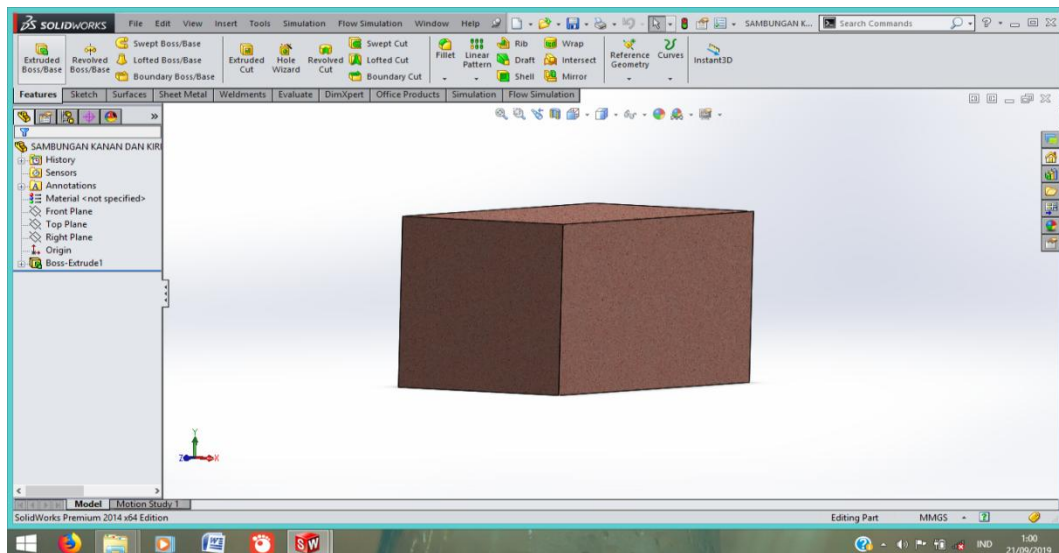 SOLIDWORKS File Edit View Insert Tools Simulation Flow Simulation Window Help SAMBUNGAN K... Search Commands
Extruded Boss/Base
Revolved Boss/Base
Swept Boss/Base
Lofted Boss/Base
Boundary Boss/Base
Extruded Cut
Hole Wizard
Revolved Cut
Swept Cut
Lofted Cut
Boundary Cut
Fillet
Linear Pattern
Rib
Draft
Shell
Wrap
Intersect
Mirror
Reference Geometry
Curves
Instant3D
Features Sketch Surfaces Sheet Metal Weldments Evaluate DimXpert Office Products Simulation Flow Simulation
SAMBUNGAN KANAN DAN KIRI
History
Sensors
Annotations
Material <not specified>
Front Plane
Top Plane
Right Plane
Origin
Boss-Extrude1
Y
Z X
Model Motion Study 1
SolidWorks Premium 2014 x64 Edition Editing Part MMGS
IND 1:00
21/09/2019